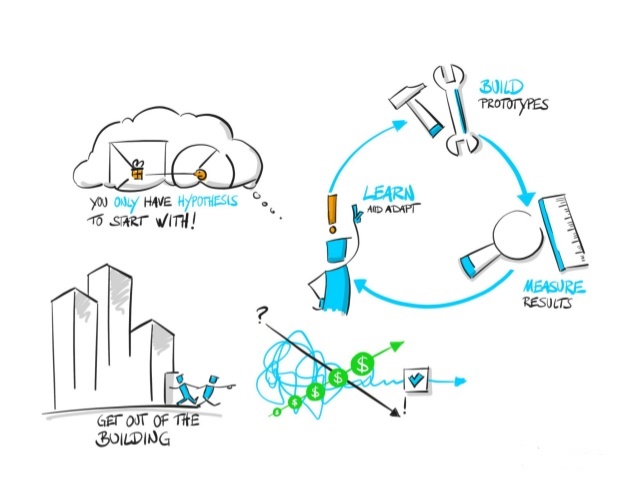 YOU ONLY HAVE HYPOTHESIS
TO START WITH!
BUILD
PROTOTYPES
LEARN
AND ADAPT
!
MEASURE
RESULTS
GET OUT OF THE
BUILDING
?
$ $ $ $ $ $
!